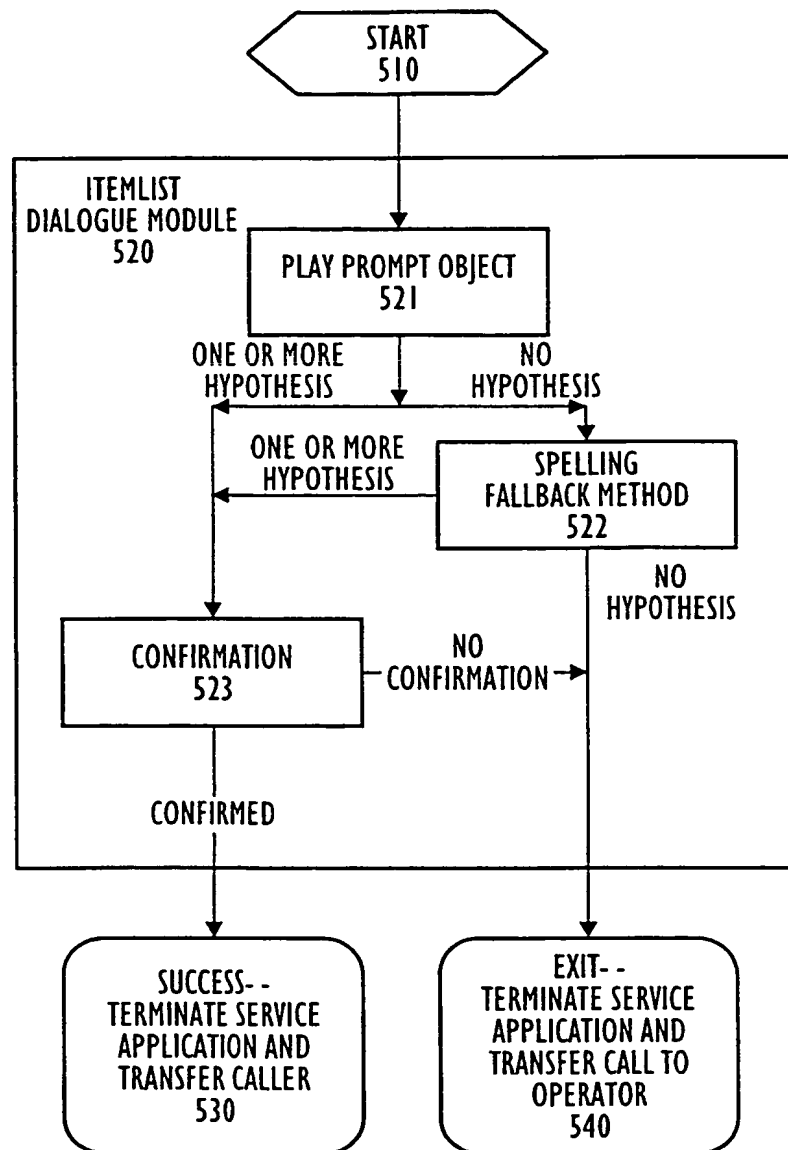 START
510
ITEMLIST
DIALOGUE MODULE
520
PLAY PROMPT OBJECT
521
ONE OR MORE
HYPOTHESIS
NO
HYPOTHESIS
ONE OR MORE
HYPOTHESIS
SPELLING
FALLBACK METHOD
522
NO
HYPOTHESIS
CONFIRMATION
523
NO
CONFIRMATION
CONFIRMED
SUCCESS--
TERMINATE SERVICE
APPLICATION AND
TRANSFER CALLER
530
EXIT--
TERMINATE SERVICE
APPLICATION AND
TRANSFER CALL TO
OPERATOR
540